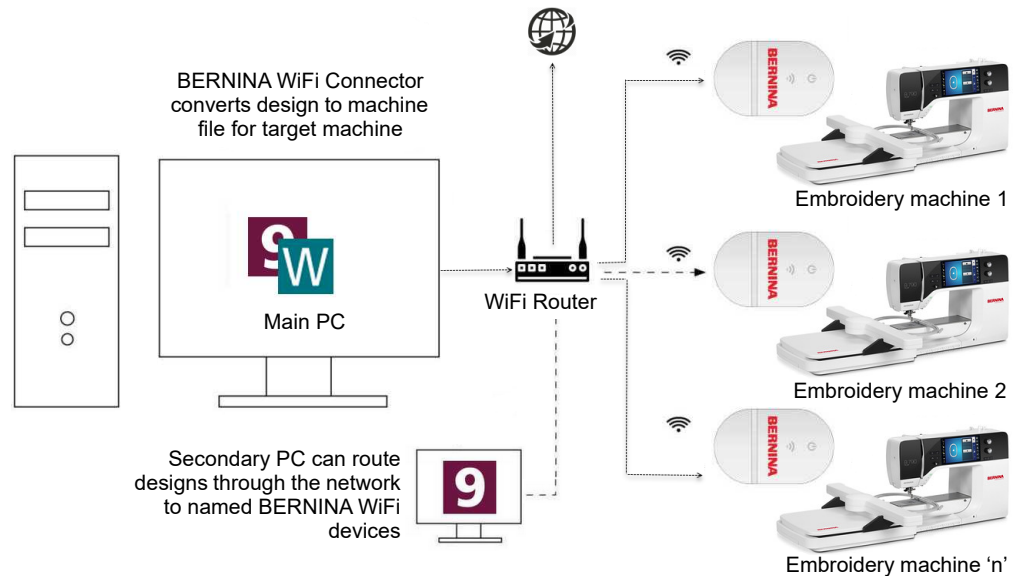 BERNINA WiFi Connector
converts design to machine
file for target machine
9
W
Main PC
WiFi Router
BERNINA
Embroidery machine 1
BERNINA
Embroidery machine 2
BERNINA
Embroidery machine ‘n’
Secondary PC can route
designs through the network
to named BERNINA WiFi
devices
9